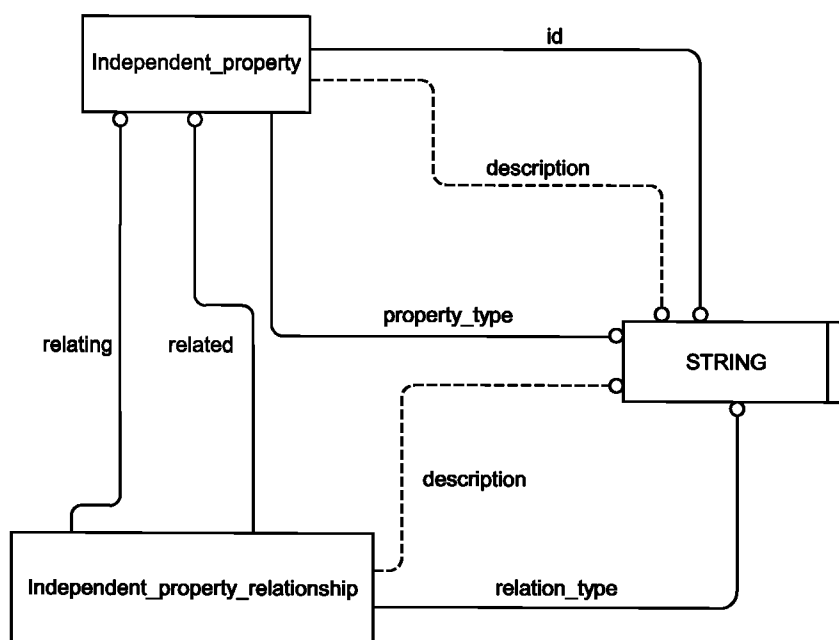 id
Independent_property
description
property_type
relating
related
STRING
description
Independent_property_relationship
relation_type